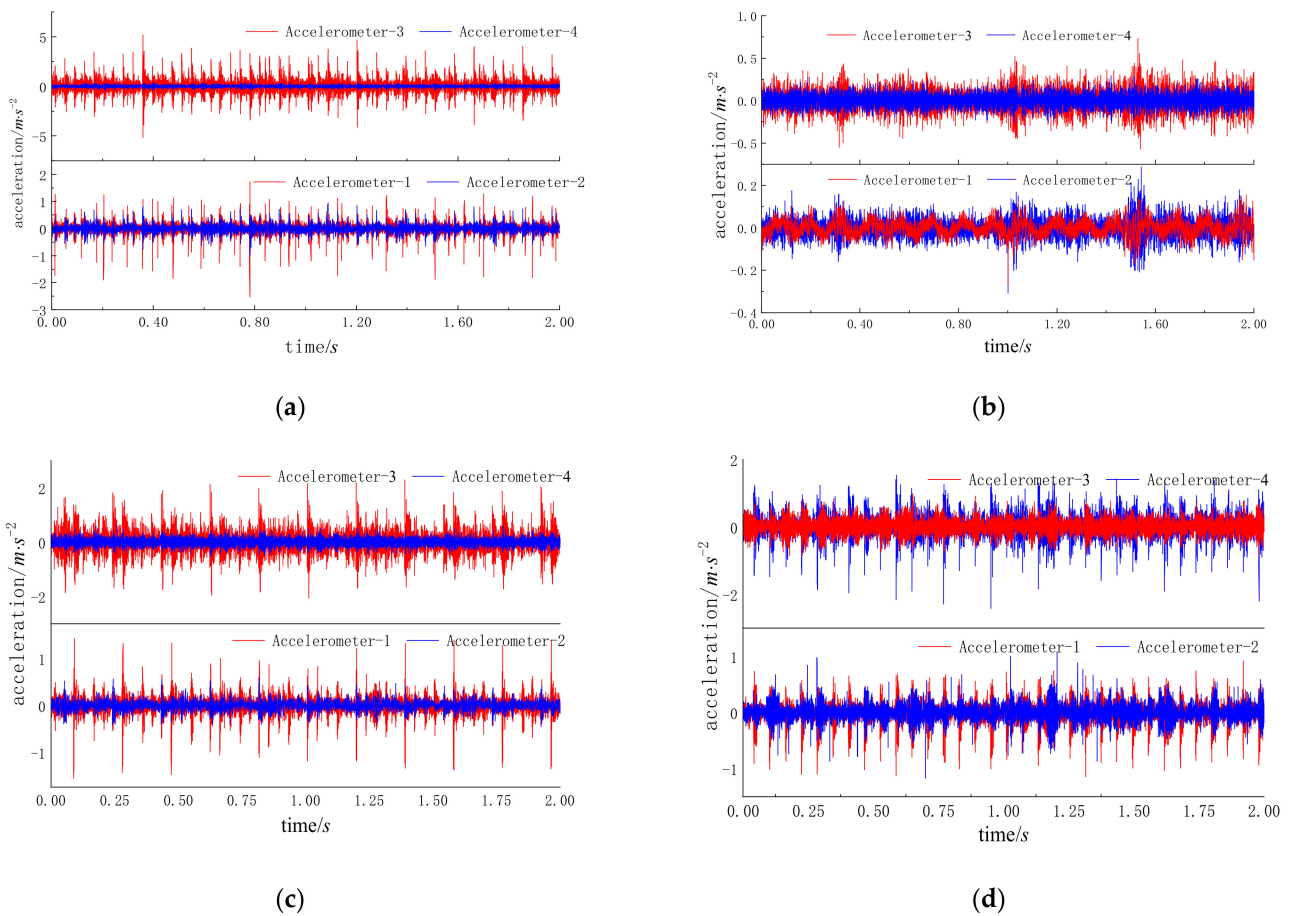 Accelerometer-3 Accelerometer-4
5
0
-5
acceleration/m·s⁻²
Accelerometer-1 Accelerometer-2
2
1
0
-1
-2
-3
0.00 0.40 0.80 1.20 1.60 2.00
time/s
(a)
1.0
Accelerometer-3 Accelerometer-4
0.5
0.0
-0.5
acceleration/m·s⁻²
Accelerometer-1 Accelerometer-2
0.2
0.0
-0.2
-0.4
0.00 0.40 0.80 1.20 1.60 2.00
time/s
(b)
Accelerometer-3 Accelerometer-4
2
0
-2
acceleration/m·s⁻²
Accelerometer-1 Accelerometer-2
1
0
-1
0.00 0.25 0.50 0.75 1.00 1.25 1.50 1.75 2.00
time/s
(c)
2
Accelerometer-3 Accelerometer-4
0
-2
acceleration/m·s⁻²
Accelerometer-1 Accelerometer-2
1
0
-1
0.00 0.25 0.50 0.75 1.00 1.25 1.50 1.75 2.00
time/s
(d)